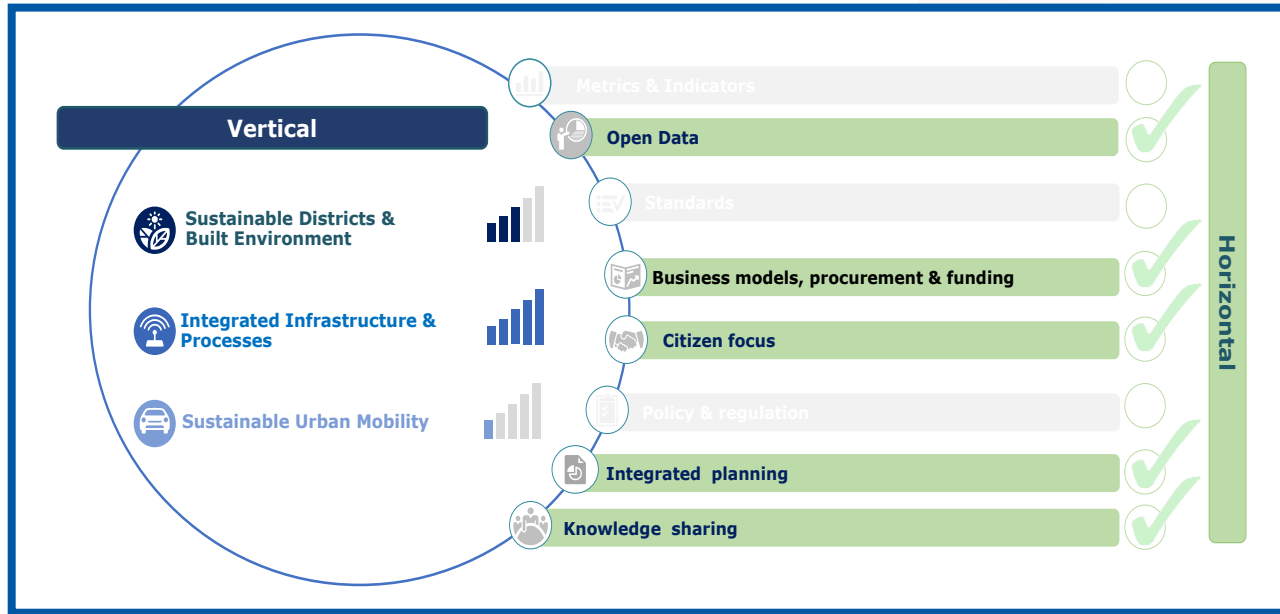 Vertical
Sustainable Districts &
Built Environment
Integrated Infrastructure &
Processes
Sustainable Urban Mobility
Metrics & Indicators
Open Data
Standards
Business models, procurement & funding
Citizen focus
Policy & regulation
Integrated planning
Knowledge sharing
Horizontal